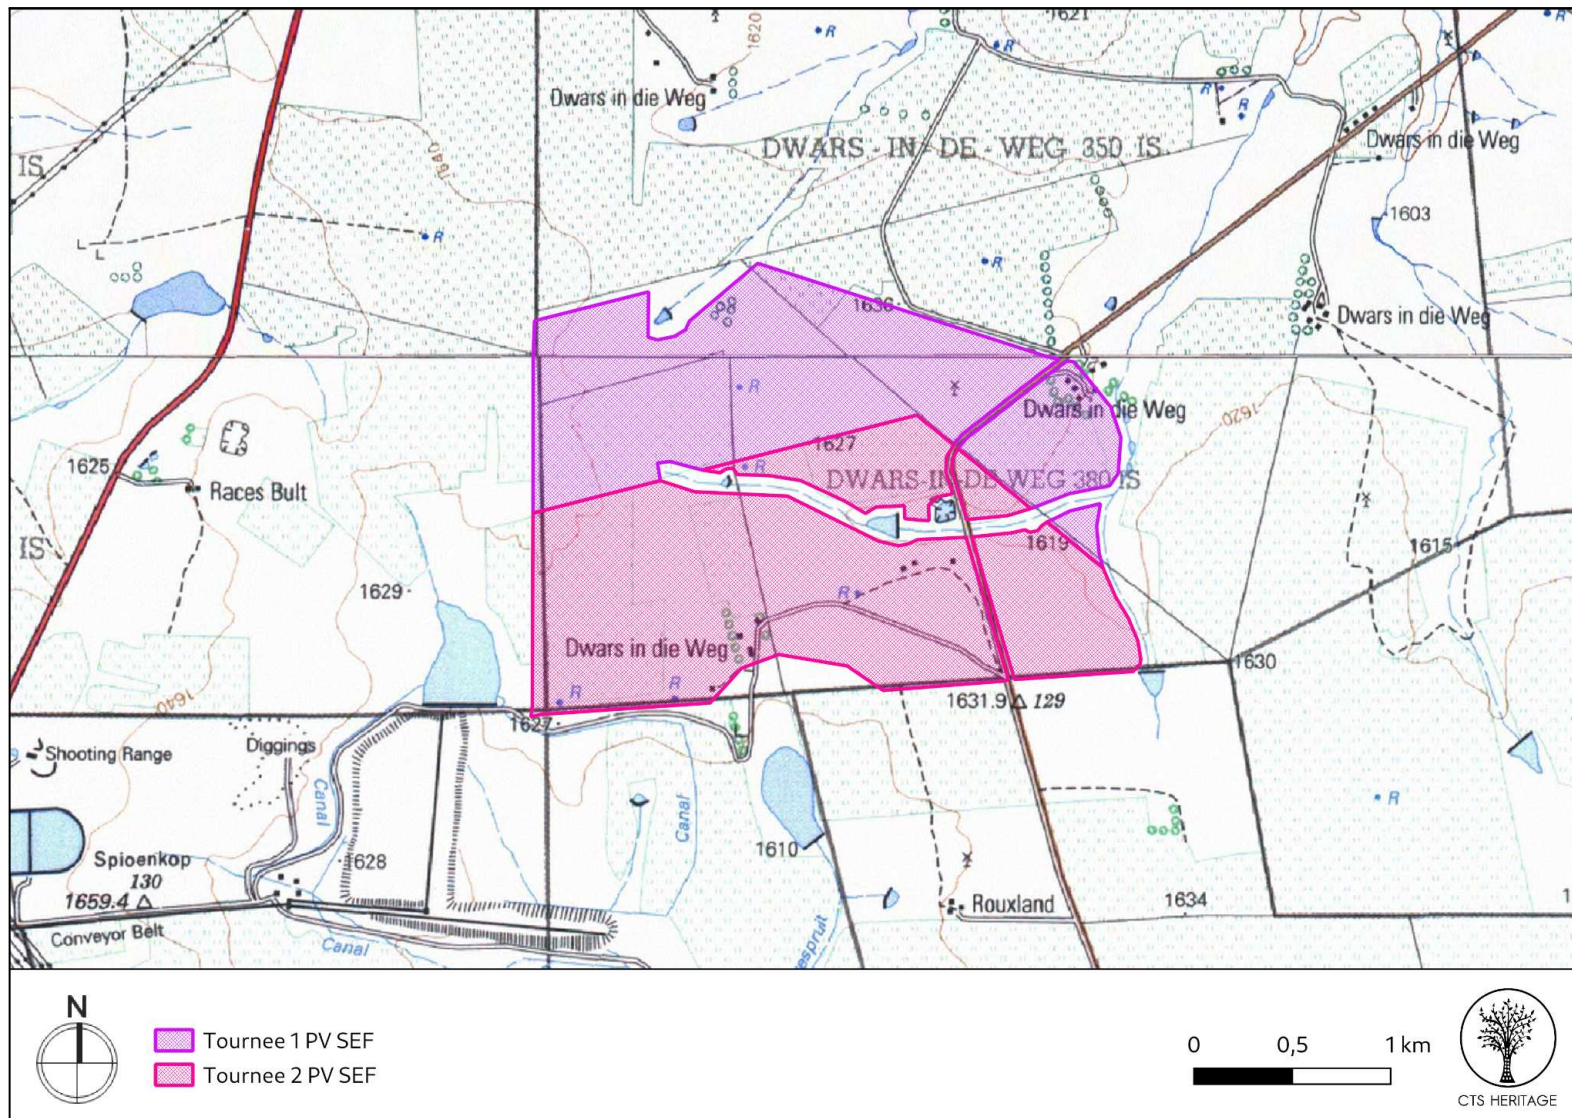 1620
R
R
1621
R
Dwars in die Weg
R
R
IS
1640
DWARS - IN - DE - WEG 350 IS
Dwars in die Weg
R
L
L
R
1603
1636
Dwars in die Weg
R
Dwars in die Weg
1620
1627
1625
R
DWARS-IN-DE-WEG 380 IS
Races Bult
IS
1619
1615
1629
R
Dwars in die Weg
1630
1640
R
R
1631.9 129
1627
Shooting Range
Diggings
Canal
Canal
R
Spioenkop
130
1628
1610
1659.4
Rouxland
1634
1
Conveyor Belt
Canal
espruit
N
Tournee 1 PV SEF
Tournee 2 PV SEF
0 0,5 1 km
CTS HERITAGE